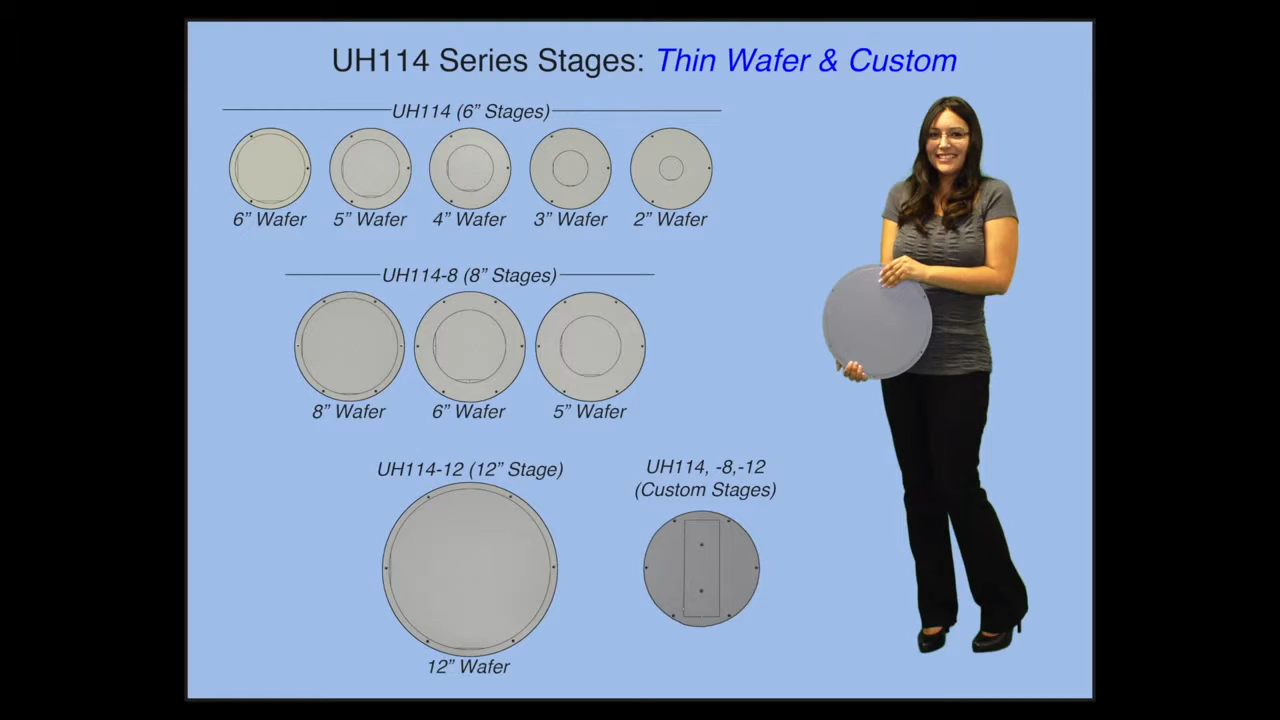 UH114 Series Stages: Thin Wafer & Custom
UH114 (6” Stages)
6” Wafer
5” Wafer
4” Wafer
3” Wafer
2” Wafer
UH114-8 (8” Stages)
8” Wafer
6” Wafer
5” Wafer
UH114-12 (12” Stage)
12” Wafer
UH114, -8,-12
(Custom Stages)